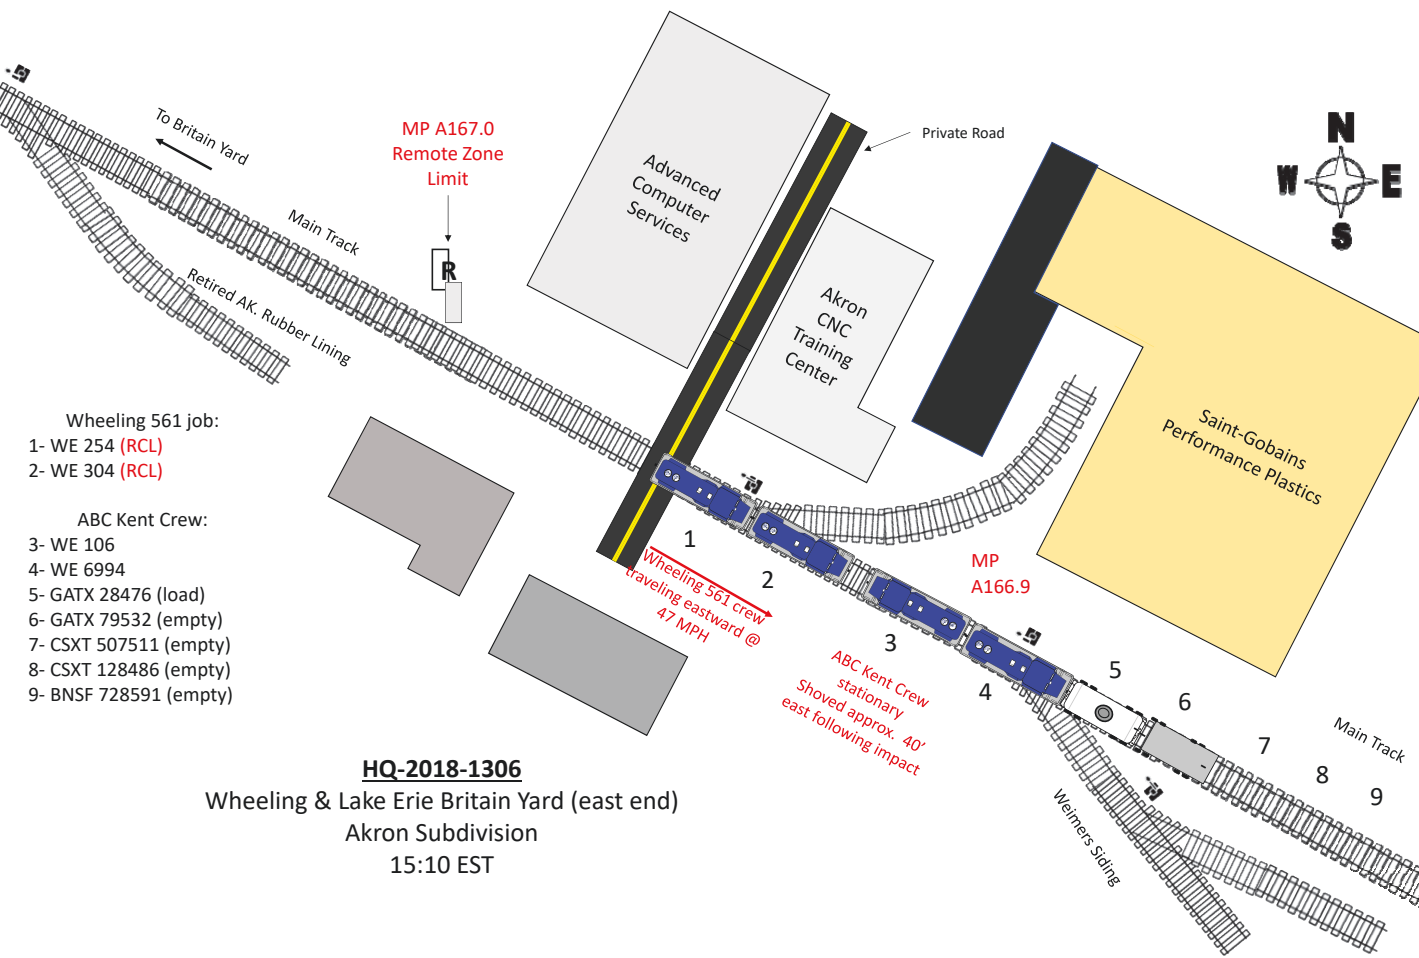 To Britain Yard
MP A167.0
Remote Zone
Limit
Private Road
N
W E
S
Advanced
Computer
Services
Main Track
R
Retired AK. Rubber Lining
Akron
CNC
Training
Center
Saint-Gobains
Performance Plastics
Wheeling 561 job:
1- WE 254 (RCL)
2- WE 304 (RCL)
ABC Kent Crew:
3- WE 106
4- WE 6994
5- GATX 28476 (load)
6- GATX 79532 (empty)
7- CSXT 507511 (empty)
8- CSXT 128486 (empty)
9- BNSF 728591 (empty)
1
2
3
4
5
6
7
8
9
Wheeling 561 crew
traveling eastward @
47 MPH
MP
A166.9
ABC Kent Crew
stationary
Shoved approx. 40’
east following impact
Main Track
Weimers Siding
HQ-2018-1306
Wheeling & Lake Erie Britain Yard (east end)
Akron Subdivision
15:10 EST